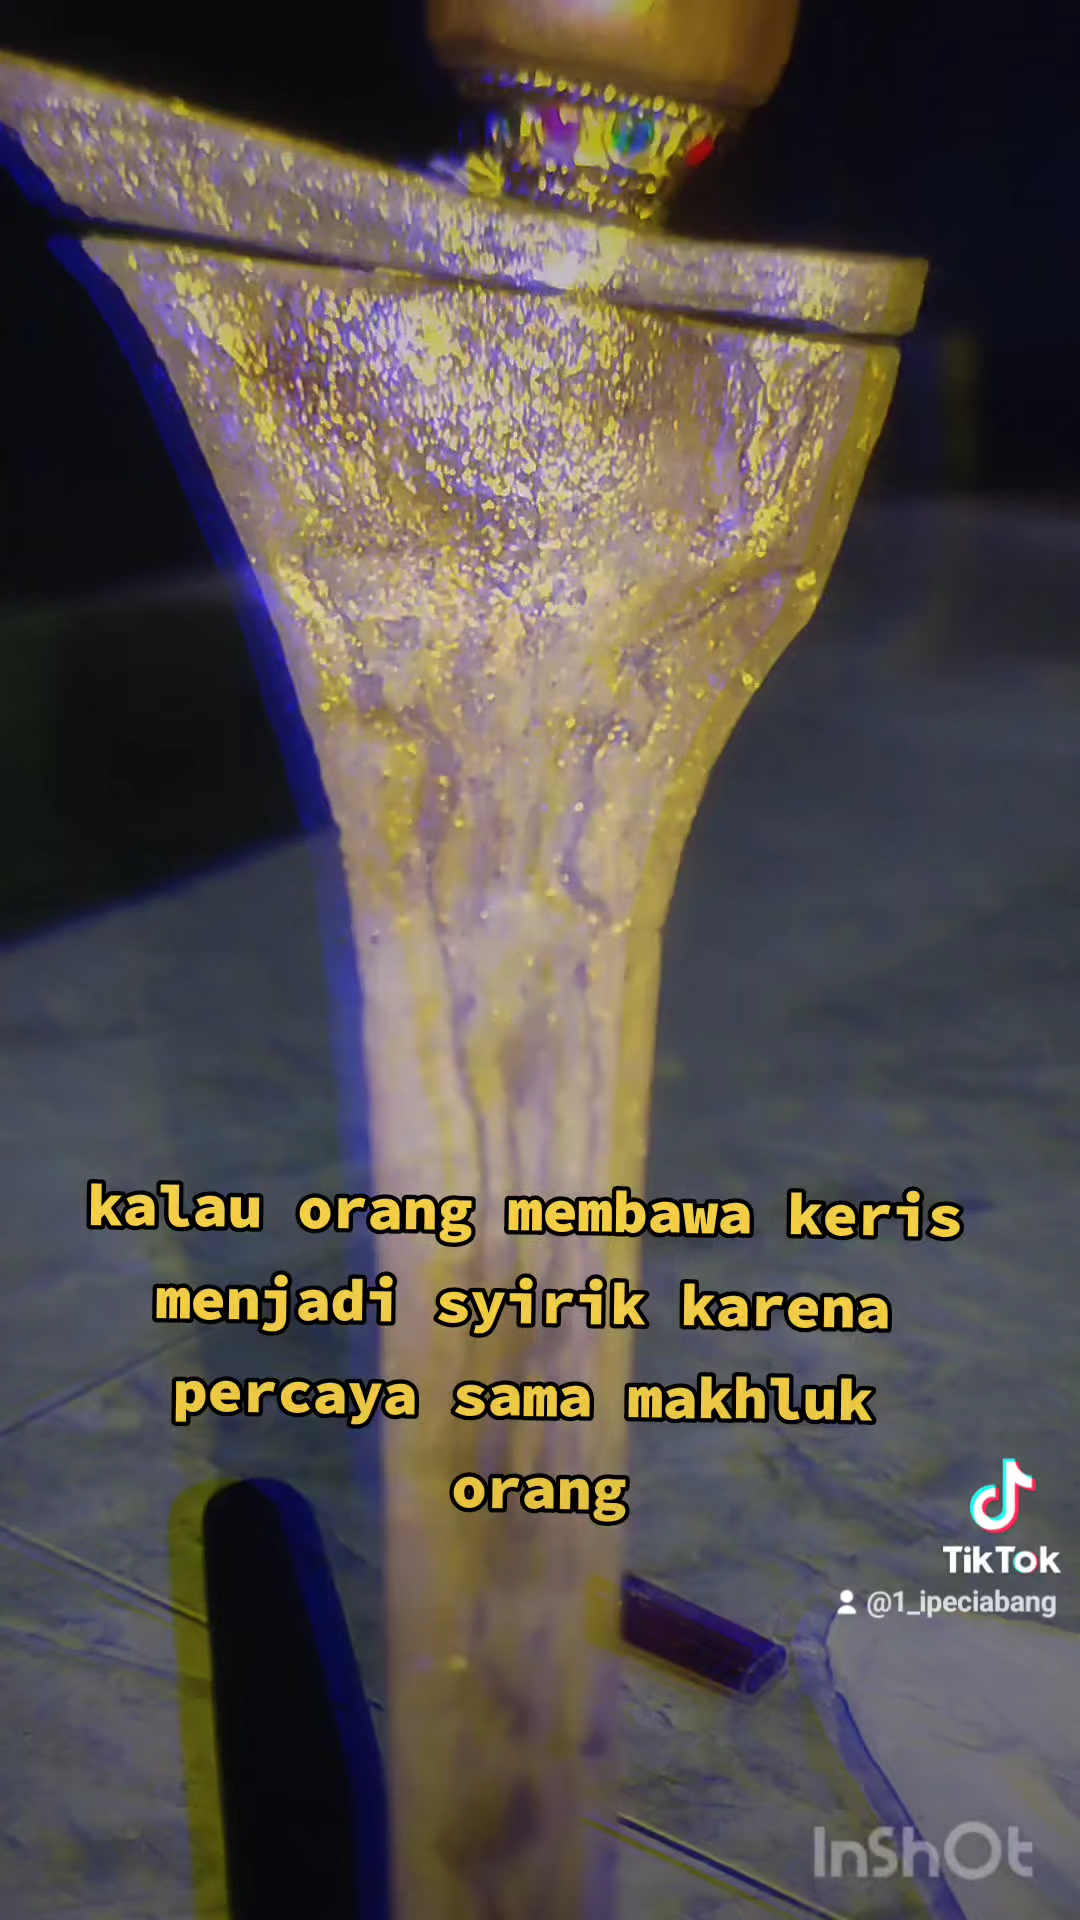 kalau orang membawa keris
menjadi syirik karena
percaya sama makhluk
orang
TikTok
@1_ipeciabang
InShOt